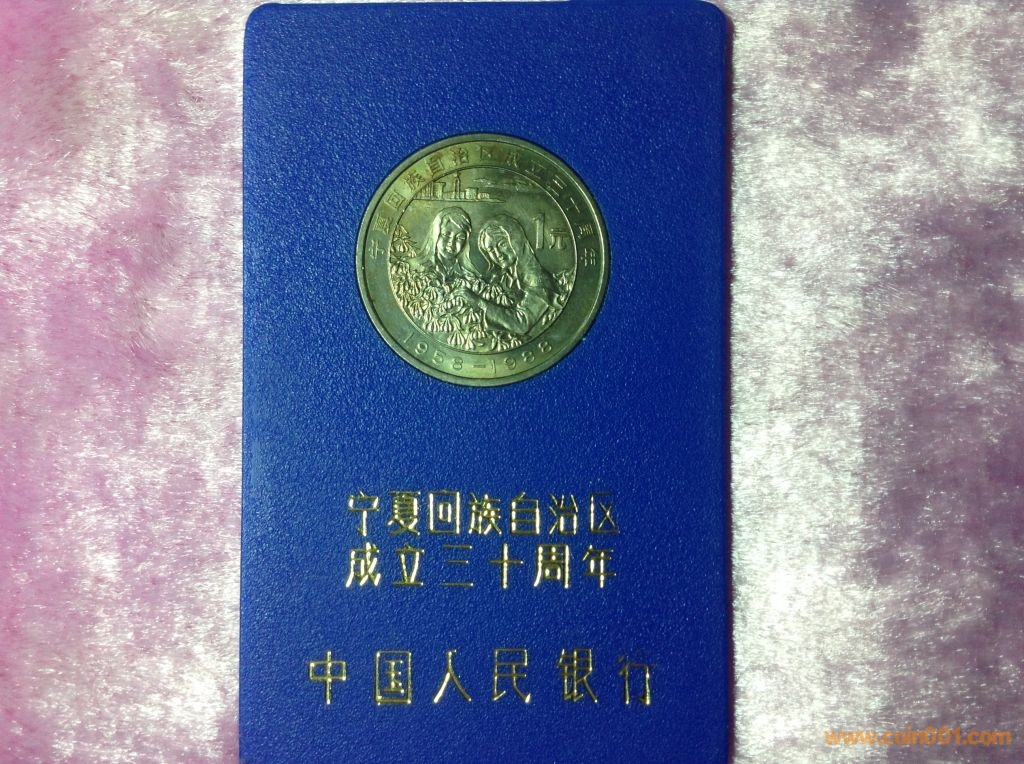 宁夏回族自治区成立三十周年
1元
1958-1988
宁夏回族自治区
成立三十周年
中国人民银行
www.coin001.com